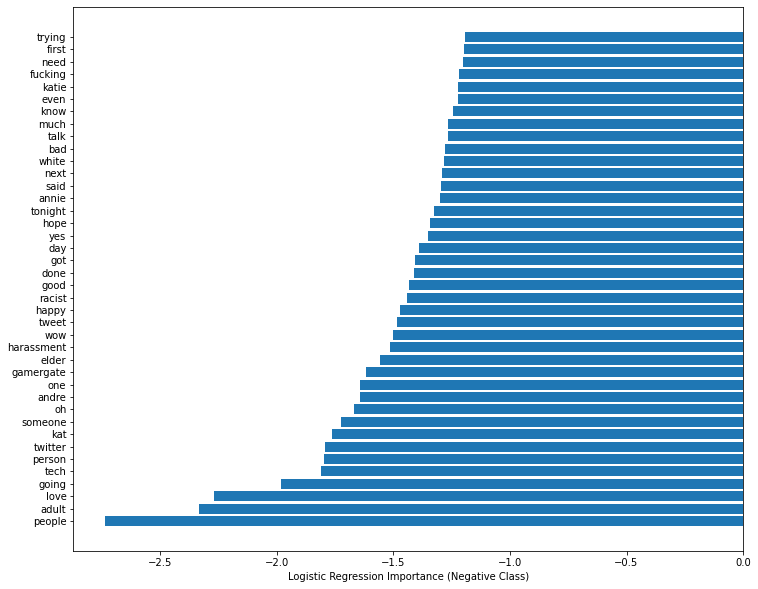 trying
first
need
fucking
katie
even
know
much
talk
bad
white
next
said
annie
tonight
hope
yes
day
got
done
good
racist
happy
tweet
wow
harassment
elder
gamergate
one
andre
oh
someone
kat
twitter
person
tech
going
love
adult
people
−2.5 −2.0 −1.5 −1.0 −0.5 0.0
Logistic Regression Importance (Negative Class)